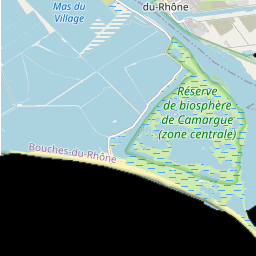 Mas du
Village
du-Rhône
Réserve
de biosphère
de Camargue
(zone centrale)
Bouches-du-Rhône